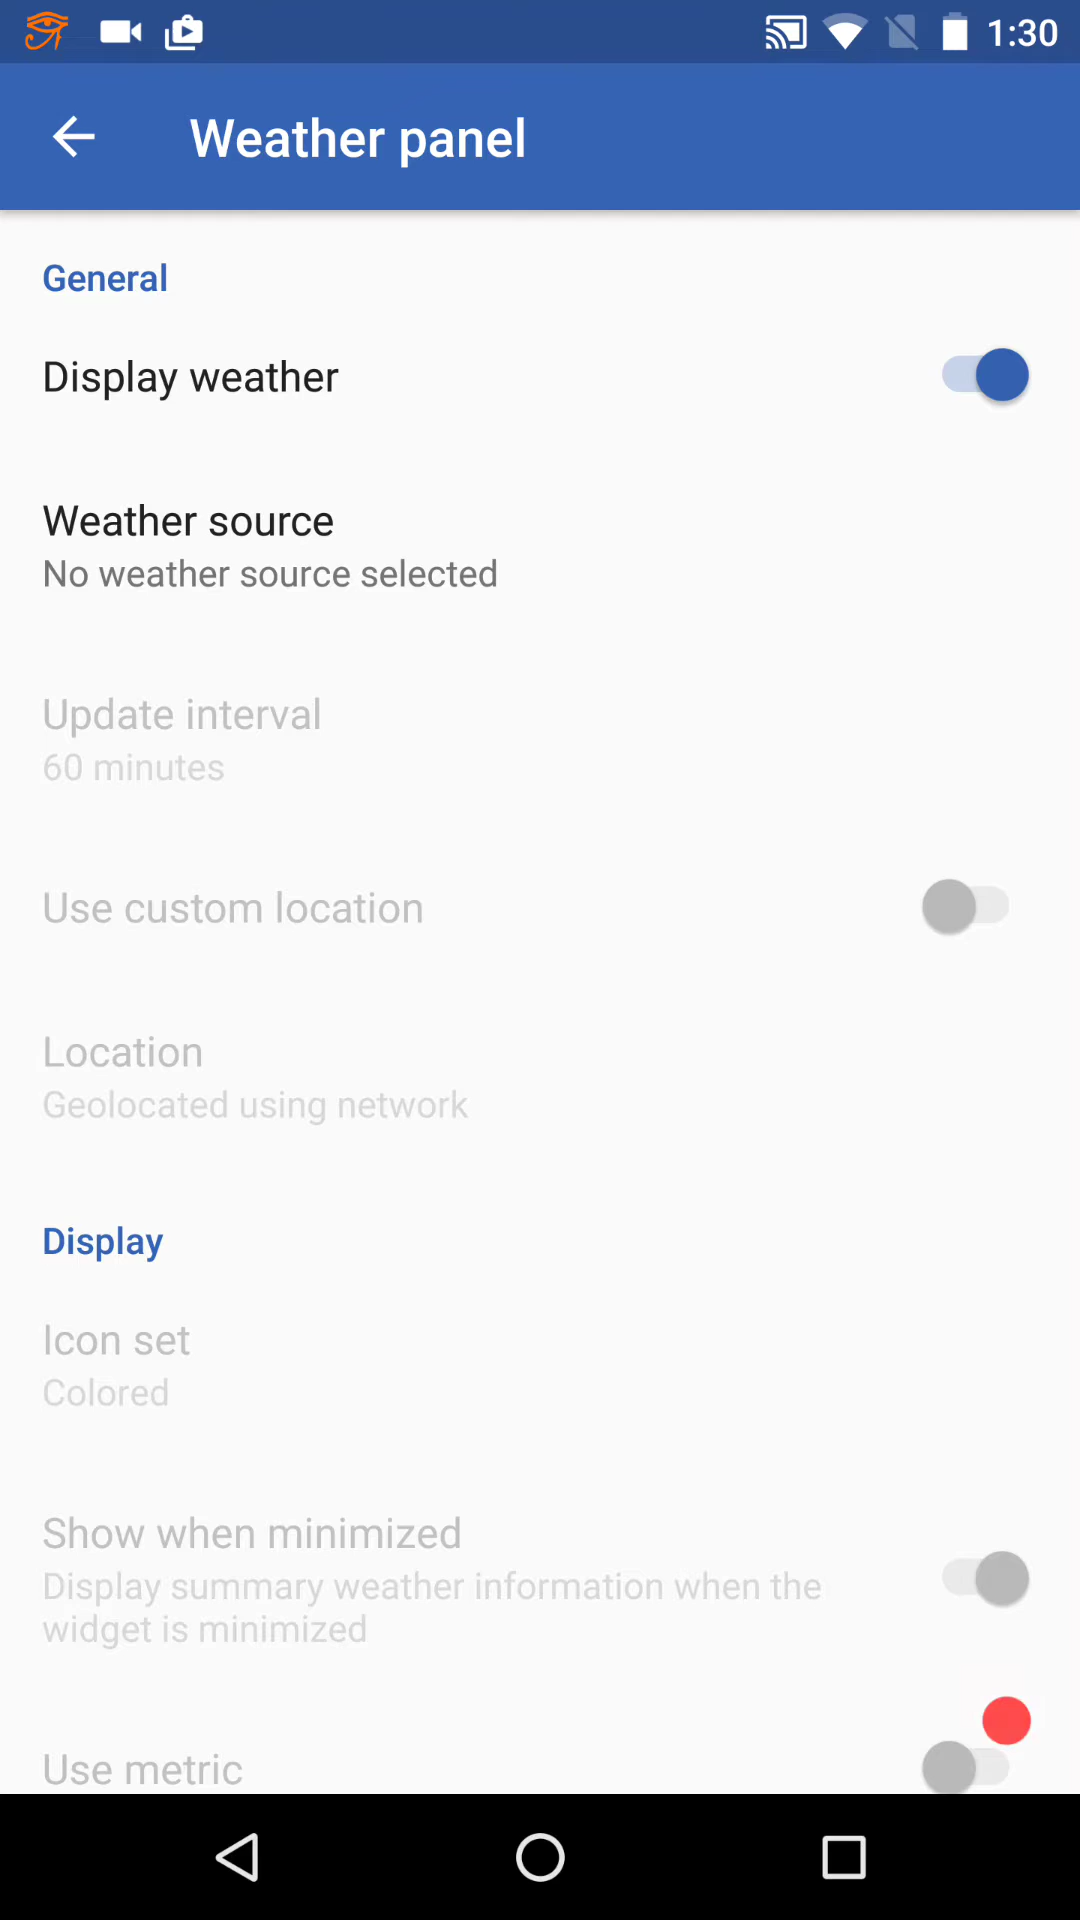 1:30
Weather panel
General
Display weather
Weather source
No weather source selected
Update interval
60 minutes
Use custom location
Location
Geolocated using network
Display
Icon set
Colored
Show when minimized
Display summary weather information when the
widget is minimized
Use metric